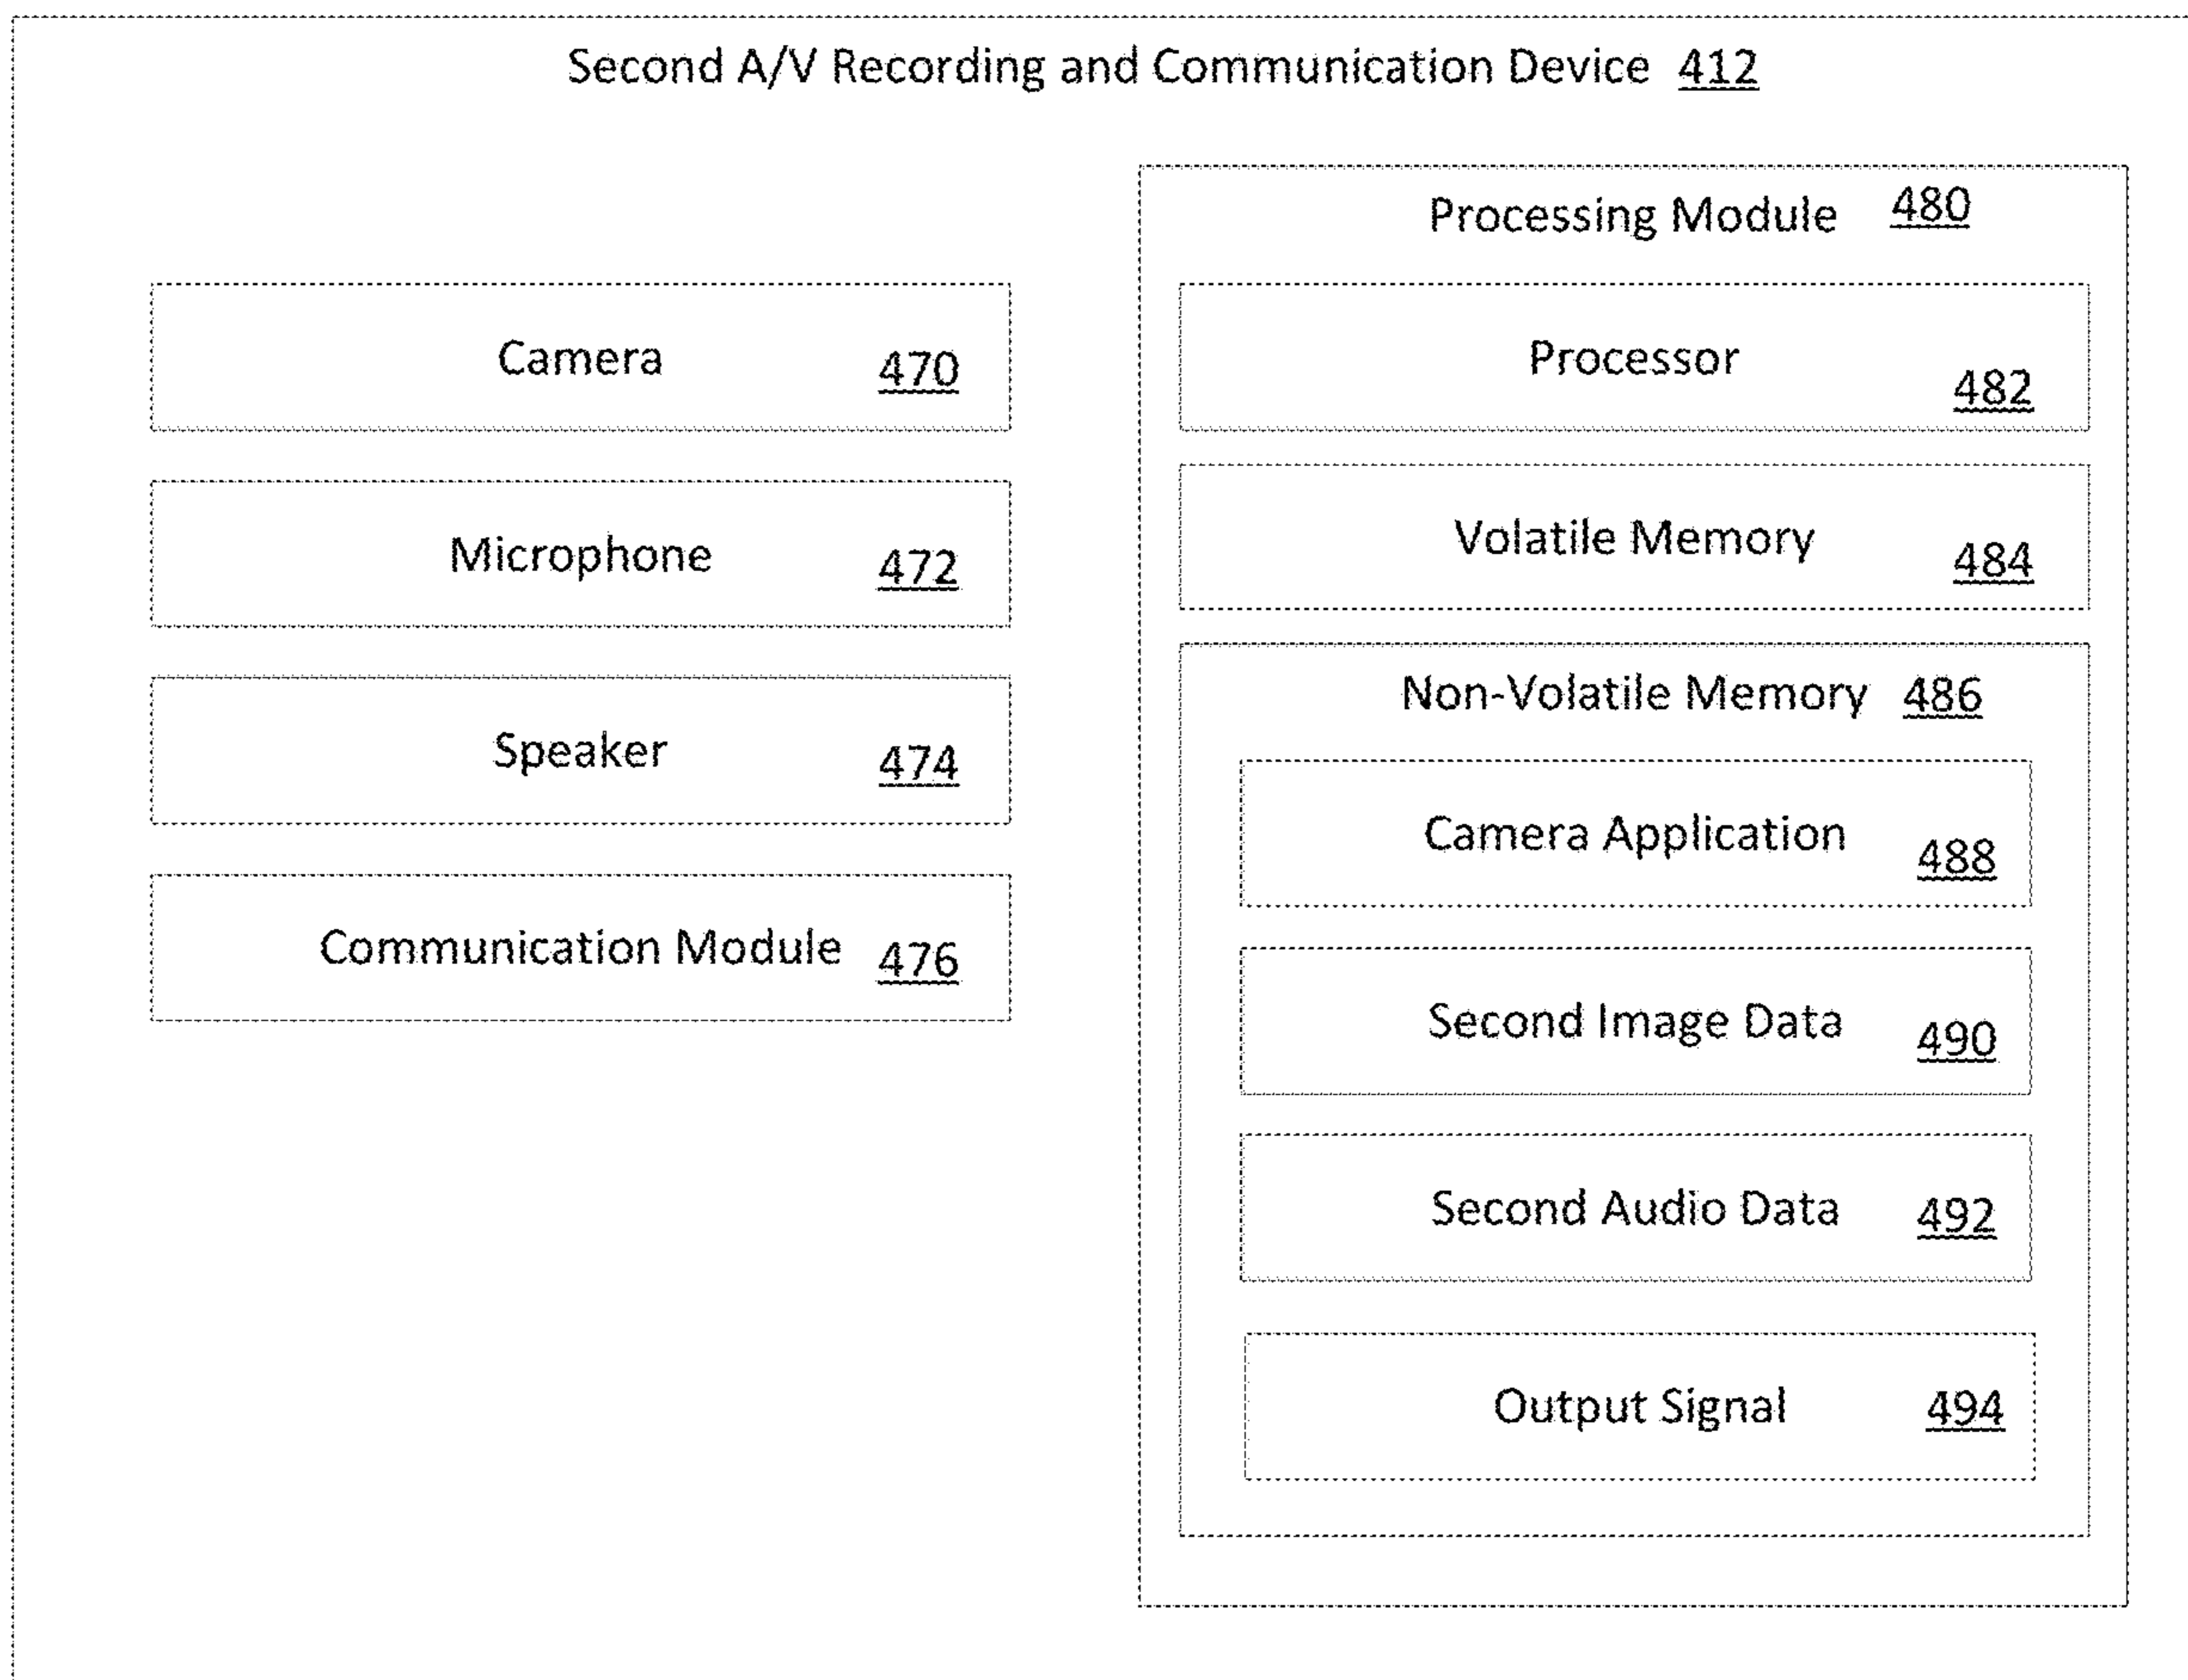 Second A/V Recording and Communication Device 412
Camera 470
Microphone 472
Speaker 474
Communication Module 476
Processing Module 480
Processor 482
Volatile Memory 484
Non-Volatile Memory 486
Camera Application 488
Second Image Data 490
Second Audio Data 492
Output Signal 494